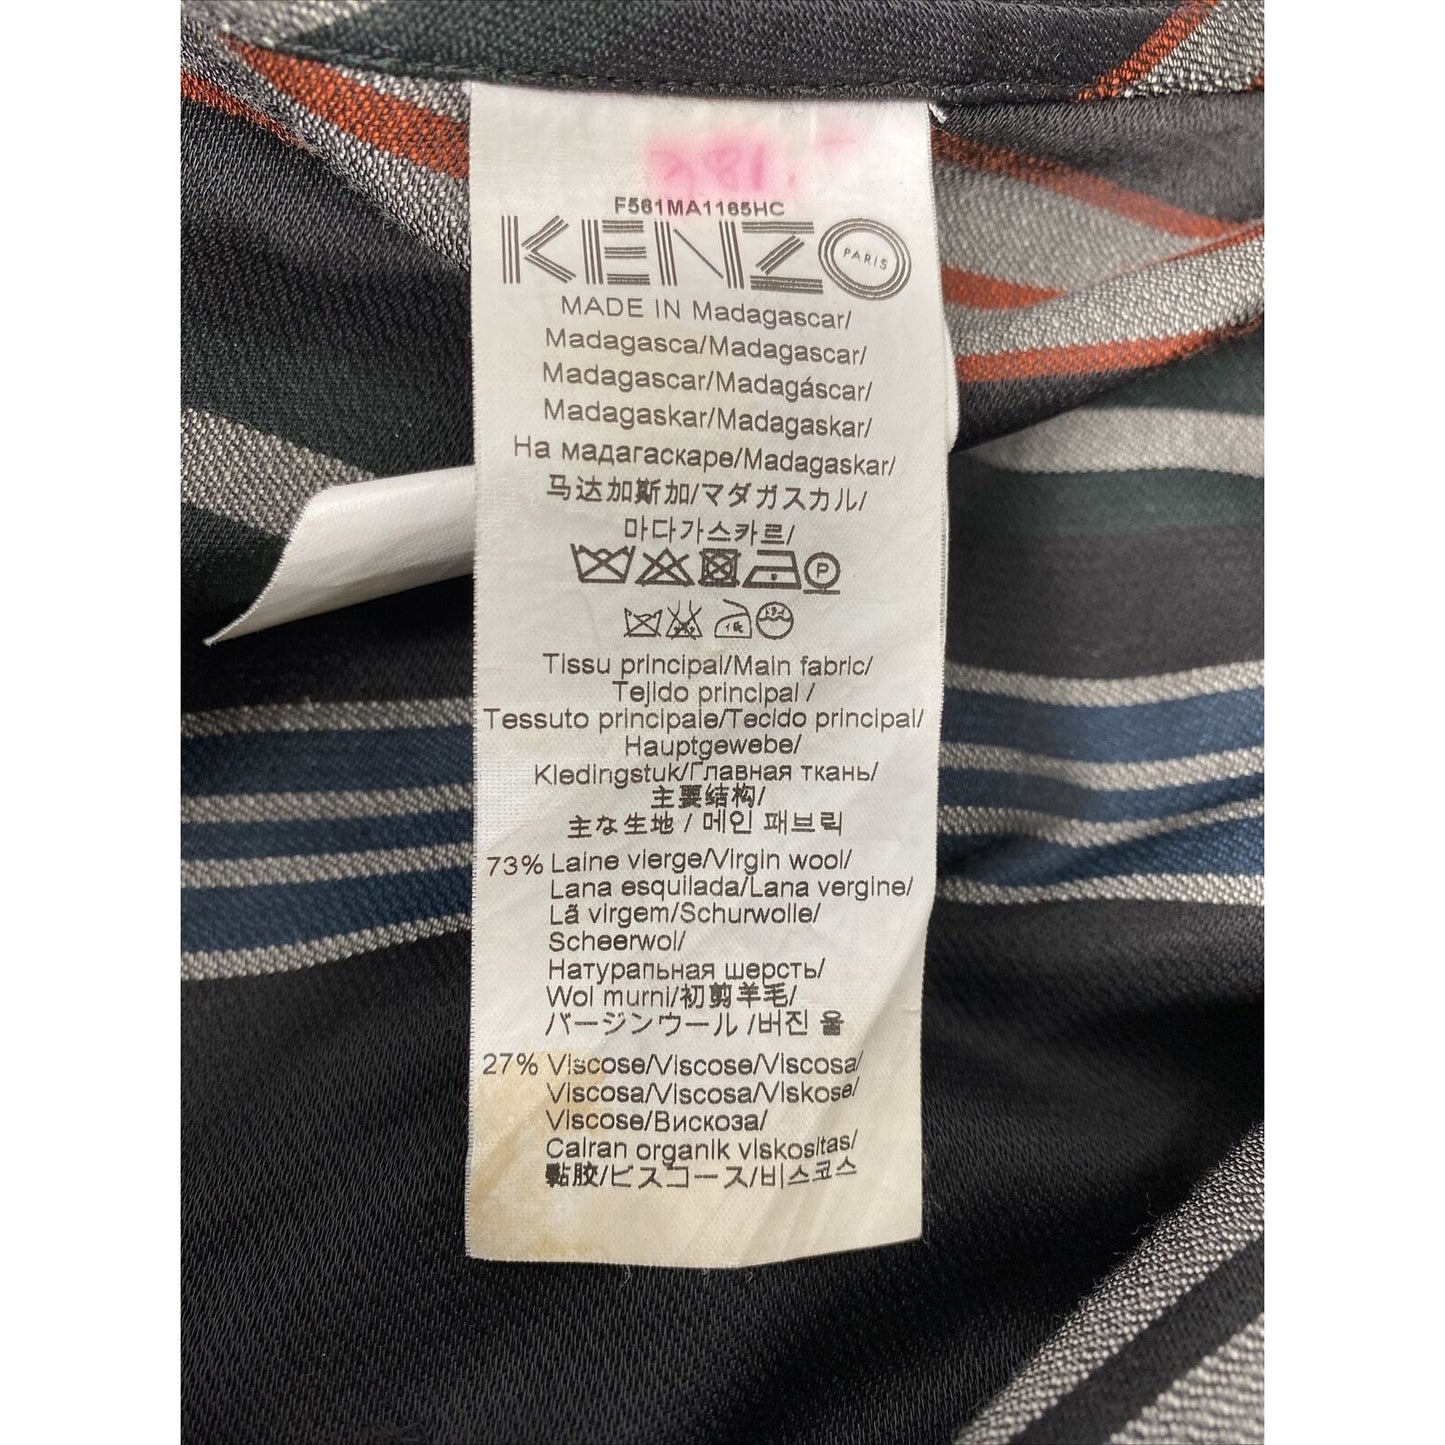 F561MA1165HC
KENZO PARIS
MADE IN Madagascar/
Madagasca/Madagascar/
Madagascar/Madagáscar/
Madagaskar/Madagaskar/
На мадагаскаре/Madagaskar/
马达加斯加/マダガスカル/
마다가스카르/
P
Tissu principal/Main fabric/
Tejido principal /
Tessuto principale/Tecido principal/
Hauptgewebe/
Kledingstuk/Главная ткань/
主要结构/
主な生地 / 메인 패브릭
73% Laine vierge/Virgin wool/
Lana esquilada/Lana vergine/
Lã virgem/Schurwolle/
Scheerwol/
Натуральная шерсть/
Wol murni/初剪羊毛/
バージンウール /버진 울
27% Viscose/Viscose/Viscosa/
Viscosa/Viscosa/Viskose/
Viscose/Вискоза/
Cairan organik viskositas/
黏胶/ビスコース/비스코스